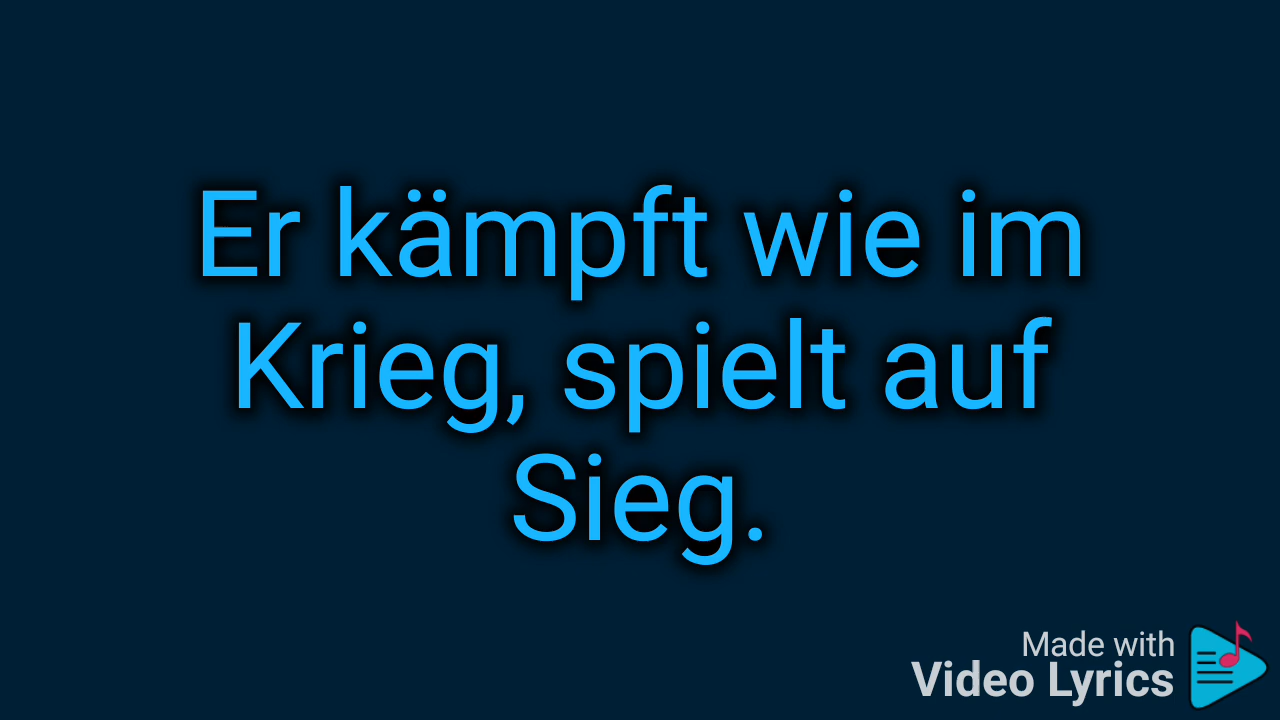 Er kämpft wie im
Krieg, spielt auf
Sieg.
Made with
Video Lyrics